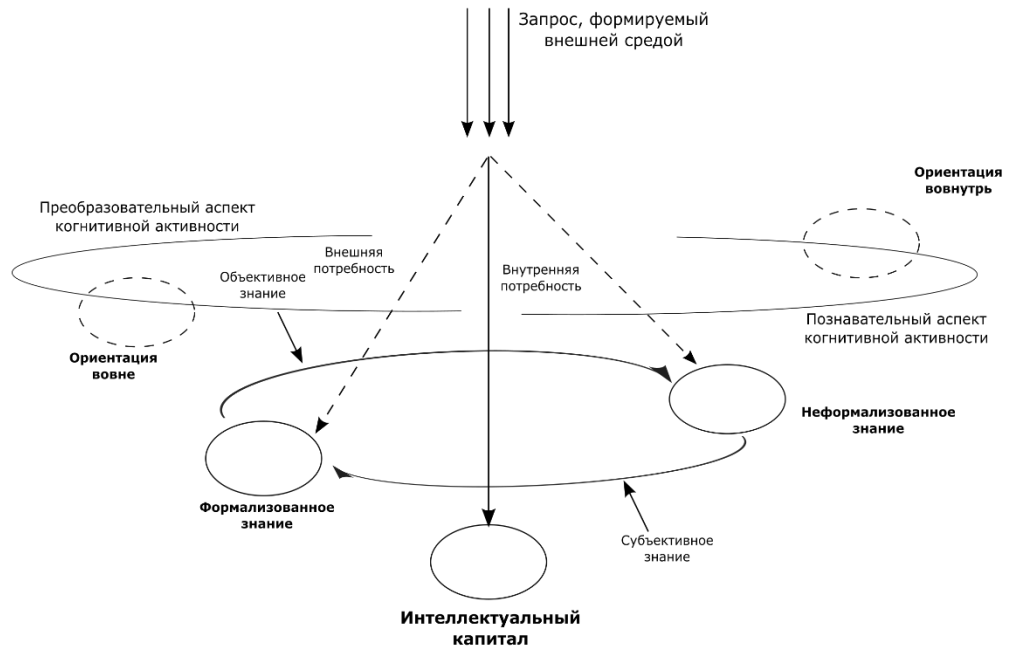 Запрос, формируемый
внешней средой
Ориентация
вовнутрь
Преобразовательный аспект
когнитивной активности
Внешняя
потребность
Объективное
знание
Внутренняя
потребность
Познавательный аспект
когнитивной активности
Ориентация
вовне
Неформализованное
знание
Формализованное
знание
Субъективное
знание
Интеллектуальный
капитал